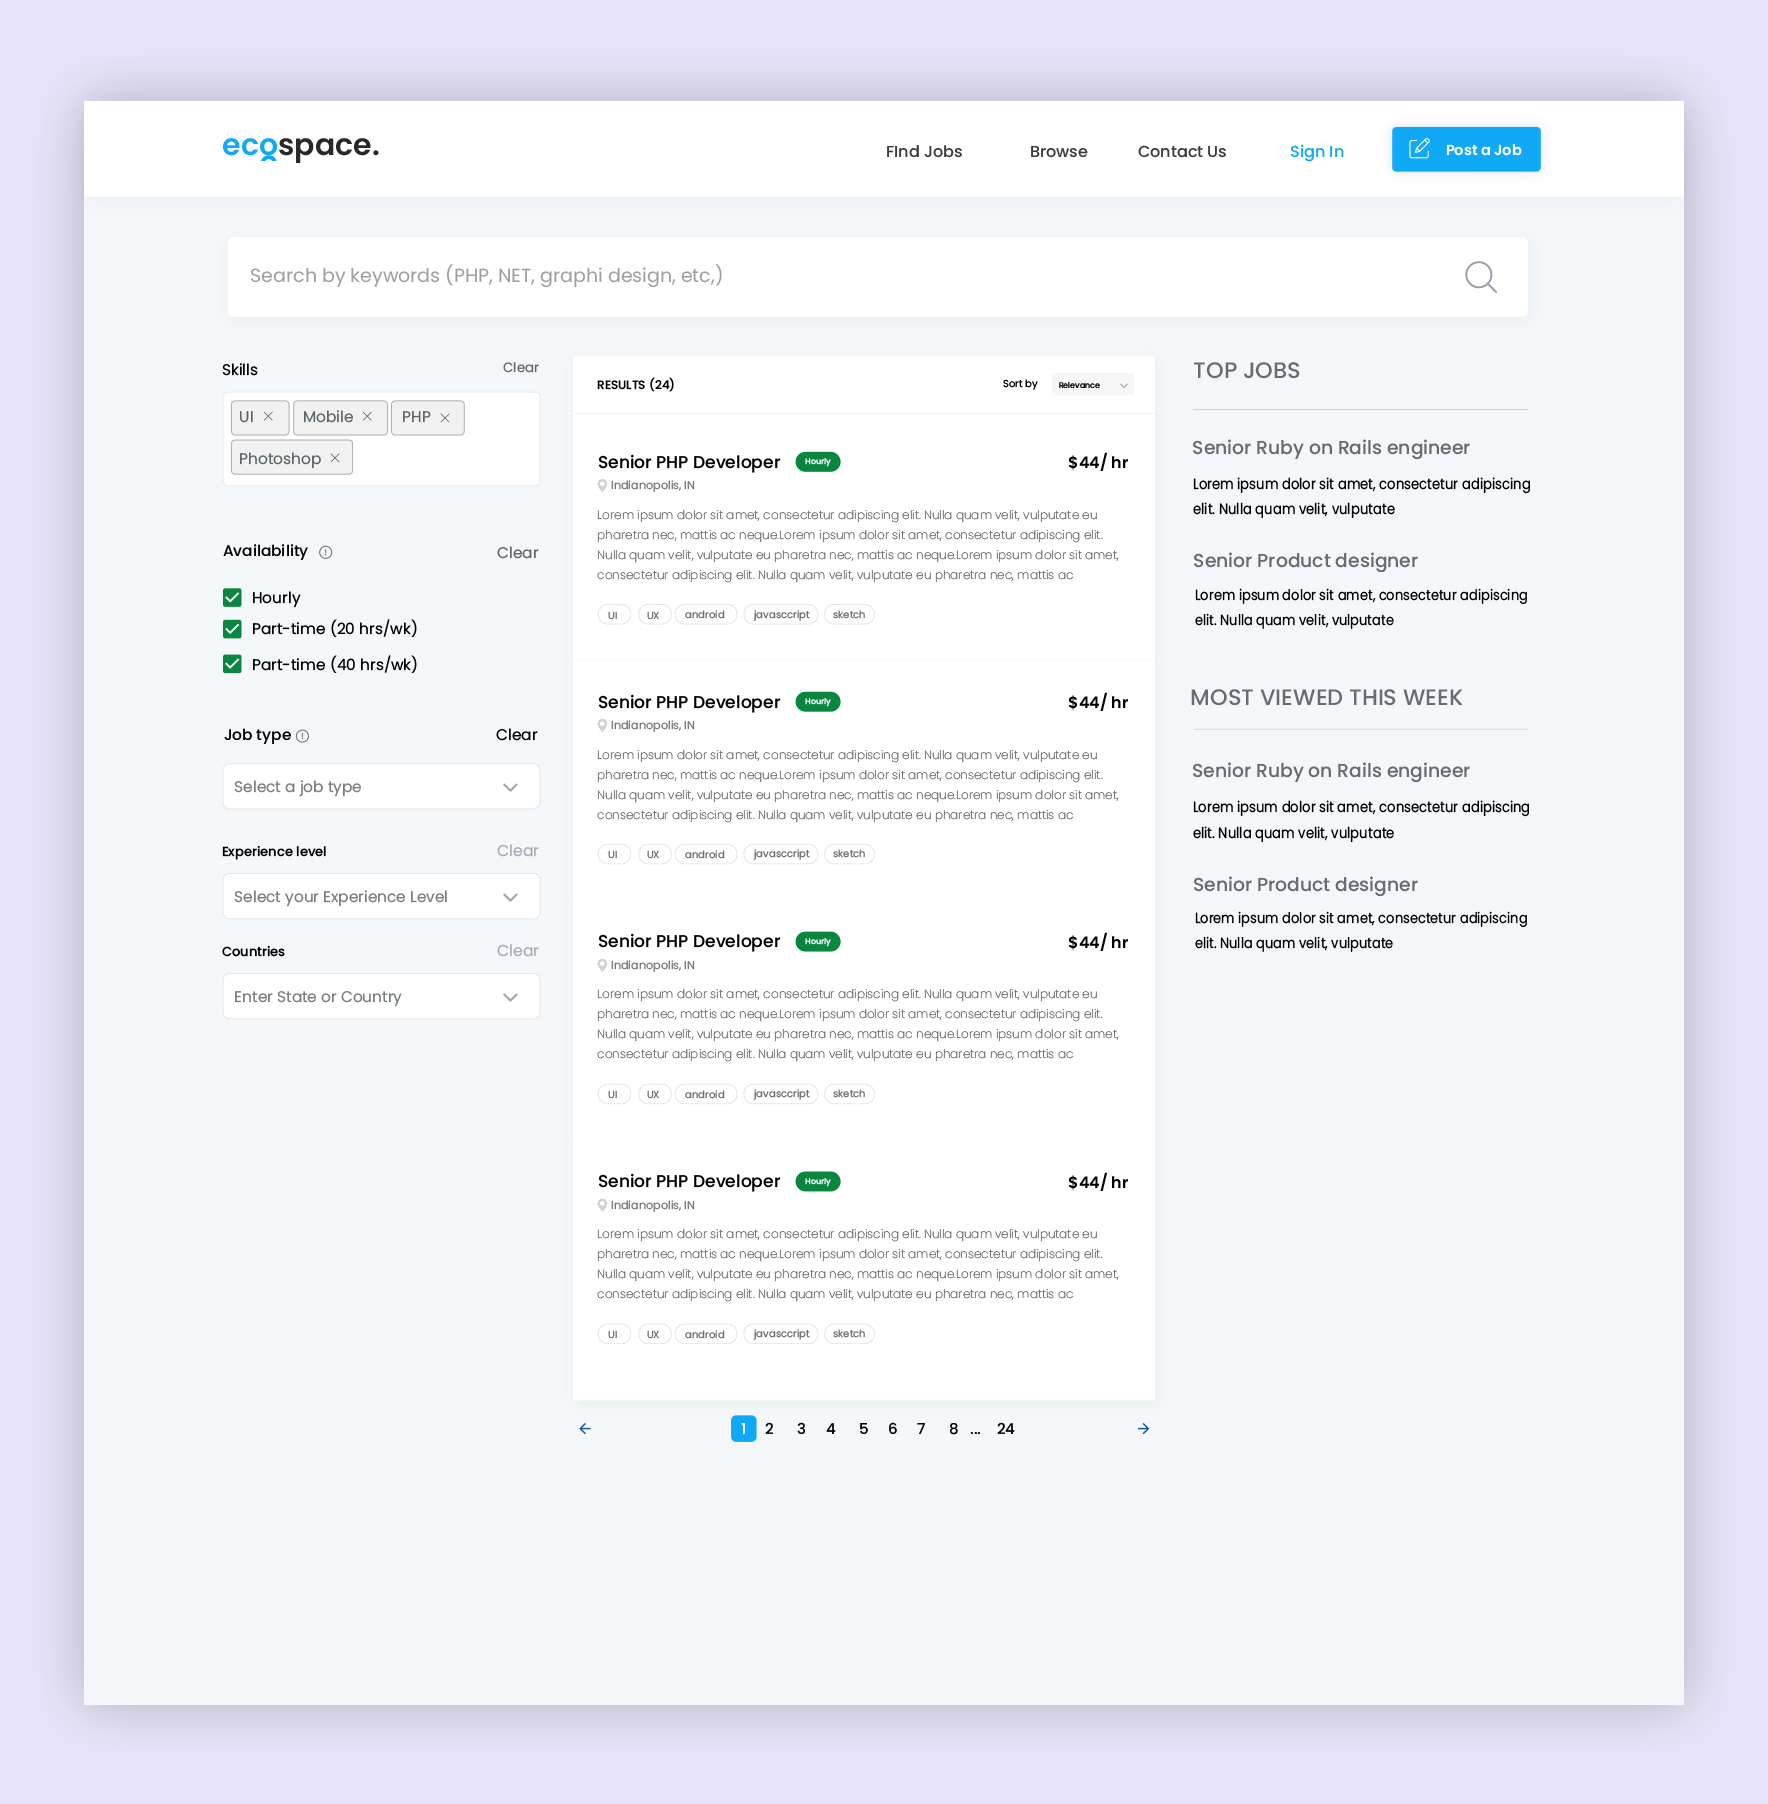 ecospace.
FInd Jobs
Browse
Contact Us
Sign In
Post a Job
Search by keywords (PHP, NET, graphi design, etc,)
Skills
Clear
UI
Mobile
PHP
Photoshop
Availability
Clear
Hourly
Part-time (20 hrs/wk)
Part-time (40 hrs/wk)
Job type
Clear
Select a job type
Experience level
Clear
Select your Experience Level
Countries
Clear
Enter State or Country
RESULTS (24)
Sort by
Relevance
Senior PHP Developer
Hourly
$44/ hr
Indianopolis, IN
Lorem ipsum dolor sit amet, consectetur adipiscing elit. Nulla quam velit, vulputate eu
pharetra nec, mattis ac neque.Lorem ipsum dolor sit amet, consectetur adipiscing elit.
Nulla quam velit, vulputate eu pharetra nec, mattis ac neque.Lorem ipsum dolor sit amet,
consectetur adipiscing elit. Nulla quam velit, vulputate eu pharetra nec, mattis ac
UI
UX
android
javasccript
sketch
Senior PHP Developer
Hourly
$44/ hr
Indianopolis, IN
Lorem ipsum dolor sit amet, consectetur adipiscing elit. Nulla quam velit, vulputate eu
pharetra nec, mattis ac neque.Lorem ipsum dolor sit amet, consectetur adipiscing elit.
Nulla quam velit, vulputate eu pharetra nec, mattis ac neque.Lorem ipsum dolor sit amet,
consectetur adipiscing elit. Nulla quam velit, vulputate eu pharetra nec, mattis ac
UI
UX
android
javasccript
sketch
Senior PHP Developer
Hourly
$44/ hr
Indianopolis, IN
Lorem ipsum dolor sit amet, consectetur adipiscing elit. Nulla quam velit, vulputate eu
pharetra nec, mattis ac neque.Lorem ipsum dolor sit amet, consectetur adipiscing elit.
Nulla quam velit, vulputate eu pharetra nec, mattis ac neque.Lorem ipsum dolor sit amet,
consectetur adipiscing elit. Nulla quam velit, vulputate eu pharetra nec, mattis ac
UI
UX
android
javasccript
sketch
Senior PHP Developer
Hourly
$44/ hr
Indianopolis, IN
Lorem ipsum dolor sit amet, consectetur adipiscing elit. Nulla quam velit, vulputate eu
pharetra nec, mattis ac neque.Lorem ipsum dolor sit amet, consectetur adipiscing elit.
Nulla quam velit, vulputate eu pharetra nec, mattis ac neque.Lorem ipsum dolor sit amet,
consectetur adipiscing elit. Nulla quam velit, vulputate eu pharetra nec, mattis ac
UI
UX
android
javasccript
sketch
1 2 3 4 5 6 7 8 ... 24
TOP JOBS
Senior Ruby on Rails engineer
Lorem ipsum dolor sit amet, consectetur adipiscing
elit. Nulla quam velit, vulputate
Senior Product designer
Lorem ipsum dolor sit amet, consectetur adipiscing
elit. Nulla quam velit, vulputate
MOST VIEWED THIS WEEK
Senior Ruby on Rails engineer
Lorem ipsum dolor sit amet, consectetur adipiscing
elit. Nulla quam velit, vulputate
Senior Product designer
Lorem ipsum dolor sit amet, consectetur adipiscing
elit. Nulla quam velit, vulputate